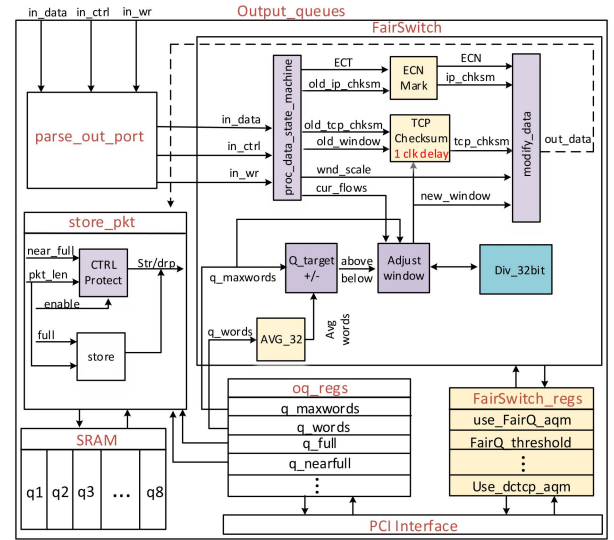 Output_queues
in_data
in_ctrl
in_wr
FairSwitch
parse_out_port
in_data
in_ctrl
in_wr
proc_data_state_machine
ECT
old_ip_chksm
ECN
Mark
ECN
ip_chksm
old_tcp_chksm
old_window
TCP
Checksum
1 clk delay
tcp_chksm
modify_data
out_data
wnd_scale
cur_flows
new_window
store_pkt
near_full
pkt_len
enable
CTRL
Protect
Str/drp
full
store
q_maxwords
Q_target
+/-
above
below
Adjust
window
Div_32bit
q_words
AVG_32
Avg
words
SRAM
q1
q2
q3
...
q8
oq_regs
q_maxwords
q_words
q_full
q_nearfull
⋮
FairSwitch_regs
use_FairQ_aqm
FairQ_threshold
⋮
Use_dctcp_aqm
PCI Interface